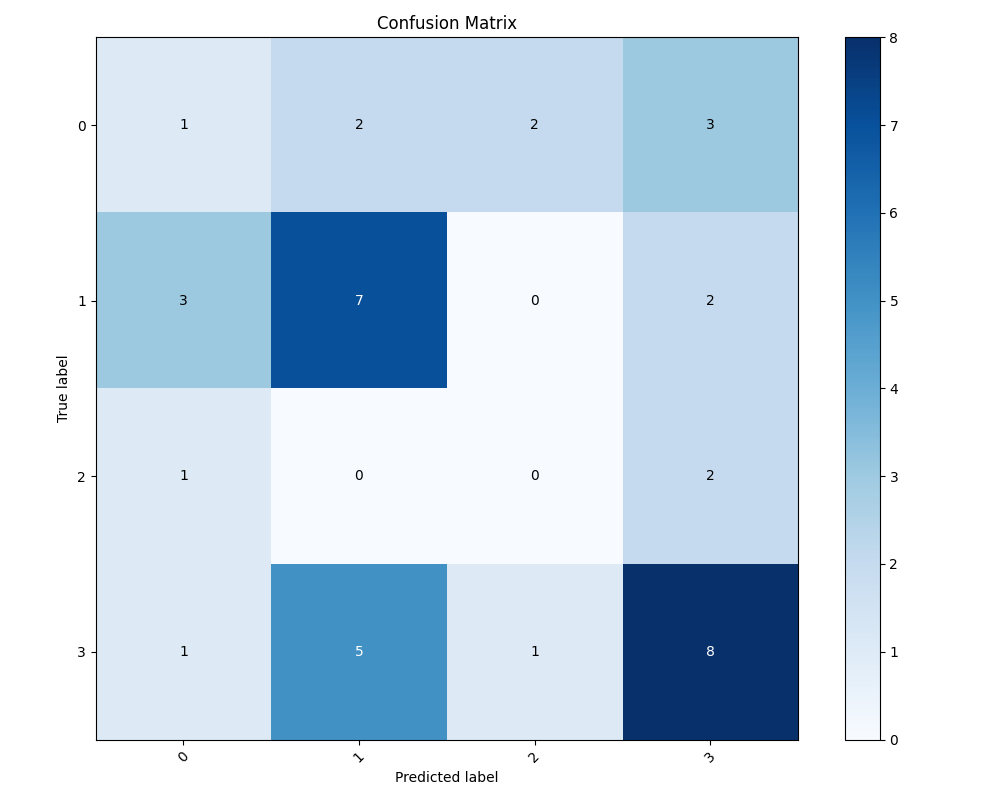 Confusion Matrix
0 1 2 2 3
1 3 7 0 2
2 1 0 0 2
3 1 5 1 8
0 1 2 3
True label
Predicted label
8
7
6
5
4
3
2
1
0